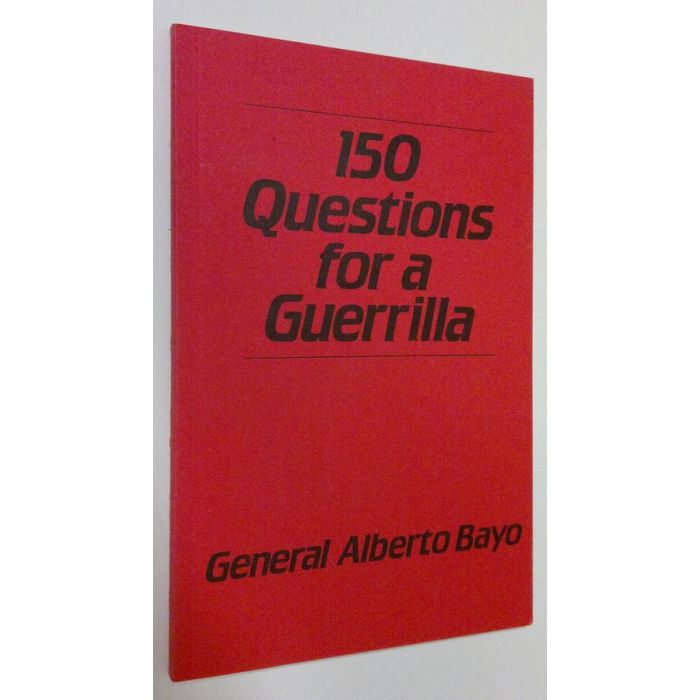 150
Questions
for a
Guerrilla
General Alberto Bayo